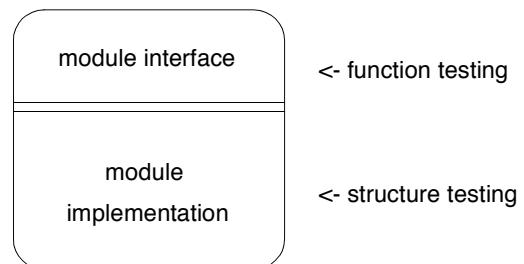 module interface
<- function testing
module
implementation
<- structure testing